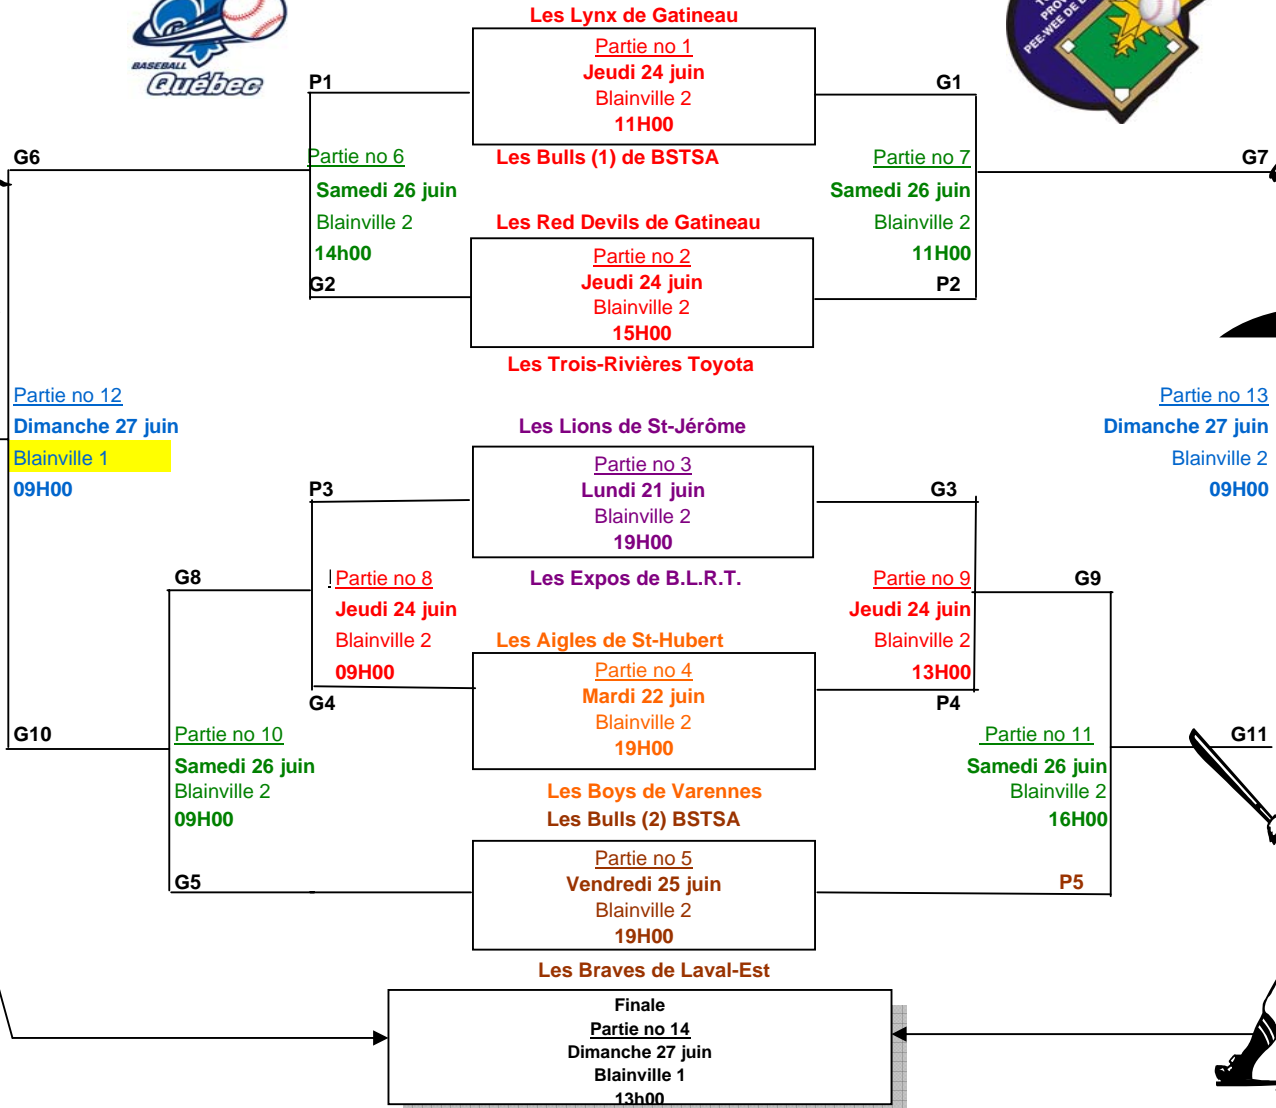 BASEBALL
Québec
PROV
PEE-WEE DE B
Les Lynx de Gatineau
Partie no 1
Jeudi 24 juin
Blainville 2
11H00
Les Bulls (1) de BSTSA
P1
G1
G6
Partie no 6
Samedi 26 juin
Blainville 2
14h00
G2
Partie no 7
Samedi 26 juin
Blainville 2
11H00
P2
G7
Les Red Devils de Gatineau
Partie no 2
Jeudi 24 juin
Blainville 2
15H00
Les Trois-Rivières Toyota
Partie no 12
Dimanche 27 juin
Blainville 1
09H00
Partie no 13
Dimanche 27 juin
Blainville 2
09H00
Les Lions de St-Jérôme
Partie no 3
Lundi 21 juin
Blainville 2
19H00
Les Expos de B.L.R.T.
P3
G3
G8
Partie no 8
Jeudi 24 juin
Blainville 2
09H00
G4
Partie no 9
Jeudi 24 juin
Blainville 2
13H00
P4
G9
Les Aigles de St-Hubert
Partie no 4
Mardi 22 juin
Blainville 2
19H00
Les Boys de Varennes
G10
Partie no 10
Samedi 26 juin
Blainville 2
09H00
G5
Partie no 11
Samedi 26 juin
Blainville 2
16H00
P5
G11
Les Bulls (2) BSTSA
Partie no 5
Vendredi 25 juin
Blainville 2
19H00
Les Braves de Laval-Est
Finale
Partie no 14
Dimanche 27 juin
Blainville 1
13h00